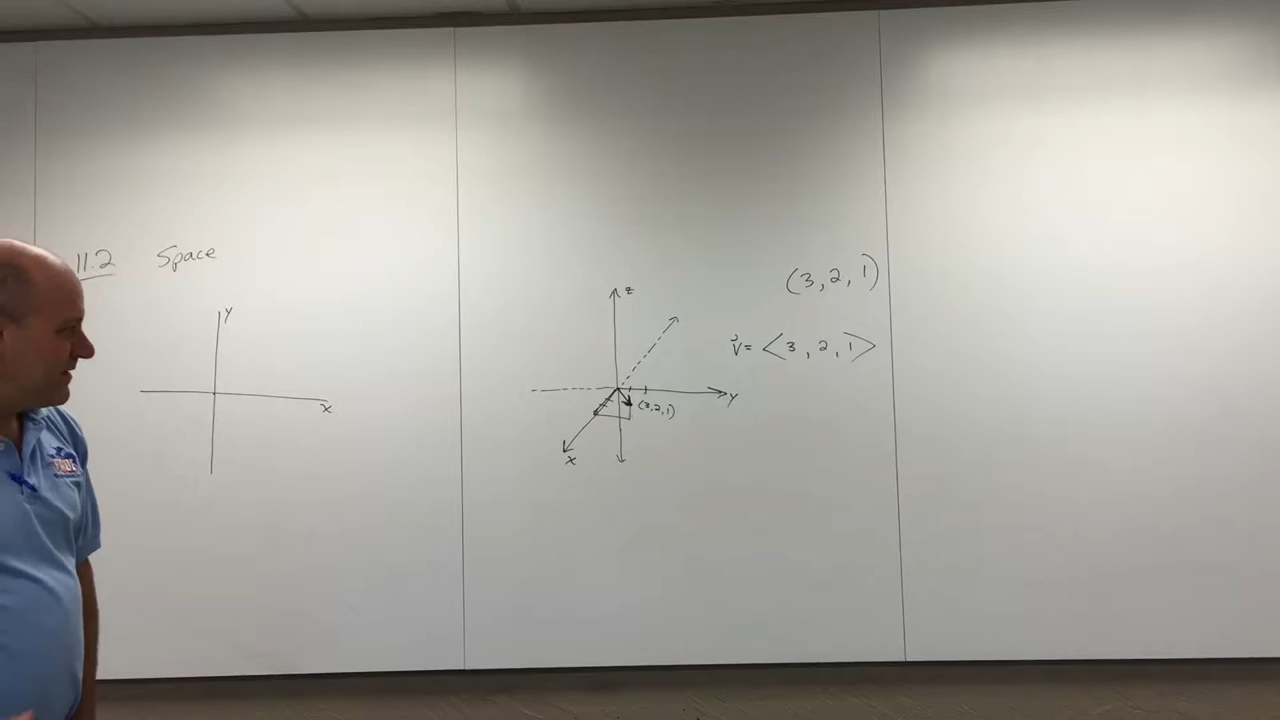 11.2 Space
Y
X
z
Y
(3,2,1)
X
(3, 2, 1)
v⃗ = <3, 2, 1>